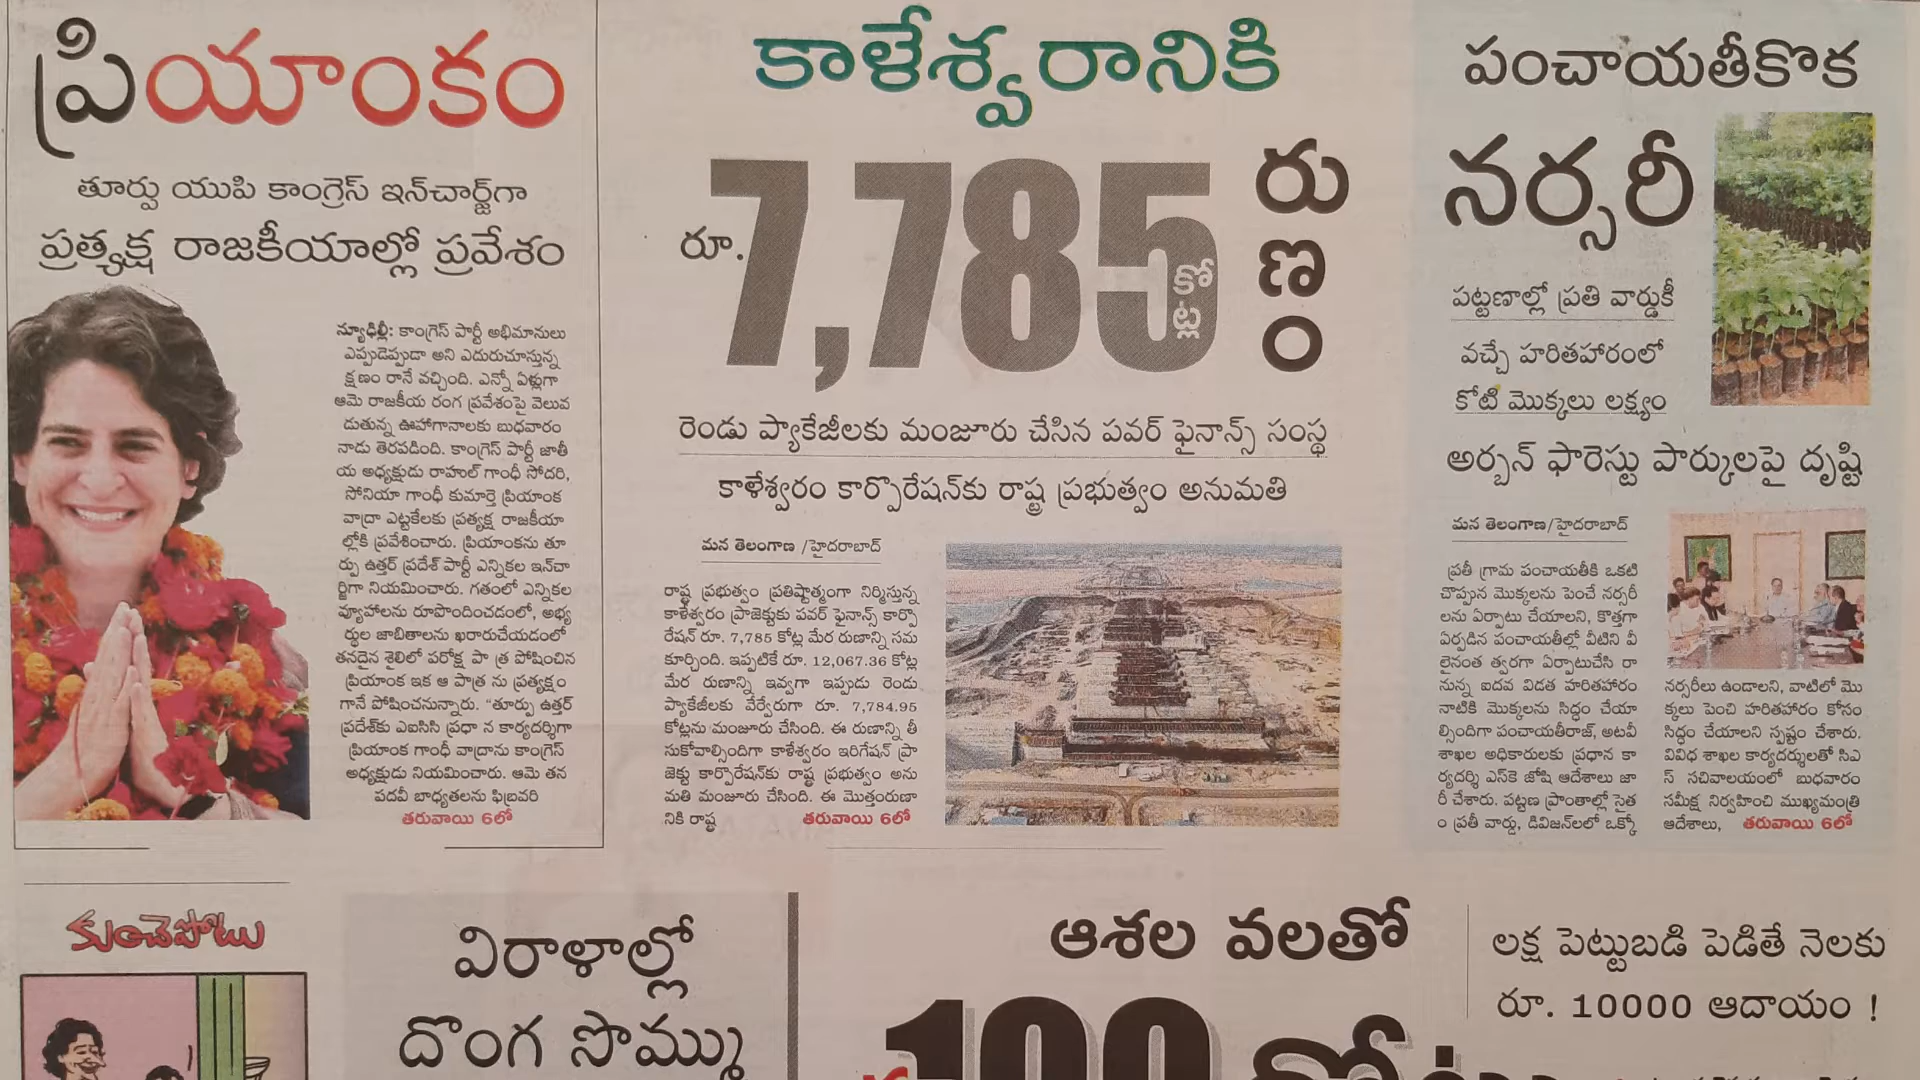 ప్రియాంకం
తూర్పు యుపి కాంగ్రెస్ ఇన్‌చార్జ్‌గా
ప్రత్యక్ష రాజకీయాల్లో ప్రవేశం
న్యూఢిల్లీ: కాంగ్రెస్ పార్టీ అభిమానులు
ఎప్పుడెప్పుడా అని ఎదురుచూస్తున్న
క్షణం రానే వచ్చింది. ఎన్నో ఏళ్లుగా
ఆమె రాజకీయ రంగ ప్రవేశంపై వెలువ
డుతున్న ఊహాగానాలకు బుధవారం
నాడు తెరపడింది. కాంగ్రెస్ పార్టీ జాతీ
య అధ్యక్షుడు రాహుల్ గాంధీ సోదరి,
సోనియా గాంధీ కుమార్తె ప్రియాంక
వాద్రా ఎట్టకేలకు ప్రత్యక్ష రాజకీయా
ల్లోకి ప్రవేశించారు. ప్రియాంకను తూ
ర్పు ఉత్తర్ ప్రదేశ్ పార్టీ ఎన్నికల ఇన్‌చా
ర్జిగా నియమించారు. గతంలో ఎన్నికల
వ్యూహాలను రూపొందించడంలో, అభ్య
ర్థుల జాబితాలను ఖరారుచేయడంలో
తనదైన శైలిలో పరోక్ష పా త్ర పోషించిన
ప్రియాంక ఇక ఆ పాత్ర ను ప్రత్యక్షం
గానే పోషించనున్నారు. "తూర్పు ఉత్తర్
ప్రదేశ్‌కు ఎఐసిసి ప్రధా న కార్యదర్శిగా
ప్రియాంక గాంధీ వాద్రాను కాంగ్రెస్
అధ్యక్షుడు నియమించారు. ఆమె తన
పదవీ బాధ్యతలను ఫిబ్రవరి
తరువాయి 6లో
కాళేశ్వరానికి
రూ. 7,785 కోట్ల రుణం
రెండు ప్యాకేజీలకు మంజూరు చేసిన పవర్ ఫైనాన్స్ సంస్థ
కాళేశ్వరం కార్పొరేషన్‌కు రాష్ట్ర ప్రభుత్వం అనుమతి
మన తెలంగాణ /హైదరాబాద్
రాష్ట్ర ప్రభుత్వం ప్రతిష్టాత్మంగా నిర్మిస్తున్న
కాళేశ్వరం ప్రాజెక్టుకు పవర్ ఫైనాన్స్ కార్పొ
రేషన్ రూ. 7,785 కోట్ల మేర రుణాన్ని సమ
కూర్చింది. ఇప్పటికే రూ. 12,067.36 కోట్ల
మేర రుణాన్ని ఇవ్వగా ఇప్పుడు రెండు
ప్యాకేజీలకు వేర్వేరుగా రూ. 7,784.95
కోట్లను మంజూరు చేసింది. ఈ రుణాన్ని తీ
సుకోవాల్సిందిగా కాళేశ్వరం ఇరిగేషన్ ప్రా
జెక్టు కార్పొరేషన్‌కు రాష్ట్ర ప్రభుత్వం అను
మతి మంజూరు చేసింది. ఈ మొత్తంరుణా
నికి రాష్ట్ర తరువాయి 6లో
పంచాయతీకొక
నర్సరీ
పట్టణాల్లో ప్రతి వార్డుకీ
వచ్చే హరితహారంలో
కోటి మొక్కలు లక్ష్యం
అర్బన్ ఫారెస్టు పార్కులపై దృష్టి
మన తెలంగాణ/హైదరాబాద్
ప్రతీ గ్రామ పంచాయతీకి ఒకటి
చొప్పున మొక్కలను పెంచే నర్సరీ
లను ఏర్పాటు చేయాలని, కొత్తగా
ఏర్పడిన పంచాయతీల్లో వీటిని వీ
లైనంత త్వరగా ఏర్పాటుచేసి రా
నున్న ఐదవ విడత హరితహారం
నాటికి మొక్కలను సిద్ధం చేయా
ల్సిందిగా పంచాయతీరాజ్, అటవీ
శాఖల అధికారులకు ప్రధాన కా
ర్యదర్శి ఎస్‌కె జోషి ఆదేశాలు జా
రీ చేశారు. పట్టణ ప్రాంతాల్లో సైత
ం ప్రతీ వార్డు, డివిజన్‌లలో ఒక్కో
నర్సరీలు ఉండాలని, వాటిలో మొ
క్కలు పెంచి హరితహారం కోసం
సిద్ధం చేయాలని స్పష్టం చేశారు.
వివిధ శాఖల కార్యదర్శులతో సిఎ
స్ సచివాలయంలో బుధవారం
సమీక్ష నిర్వహించి ముఖ్యమంత్రి
ఆదేశాలు, తరువాయి 6లో
కుంచెపోటు
విరాళాల్లో
దొంగ సొమ్ము
ఆశల వలతో
లక్ష పెట్టుబడి పెడితే నెలకు
రూ. 10000 ఆదాయం !